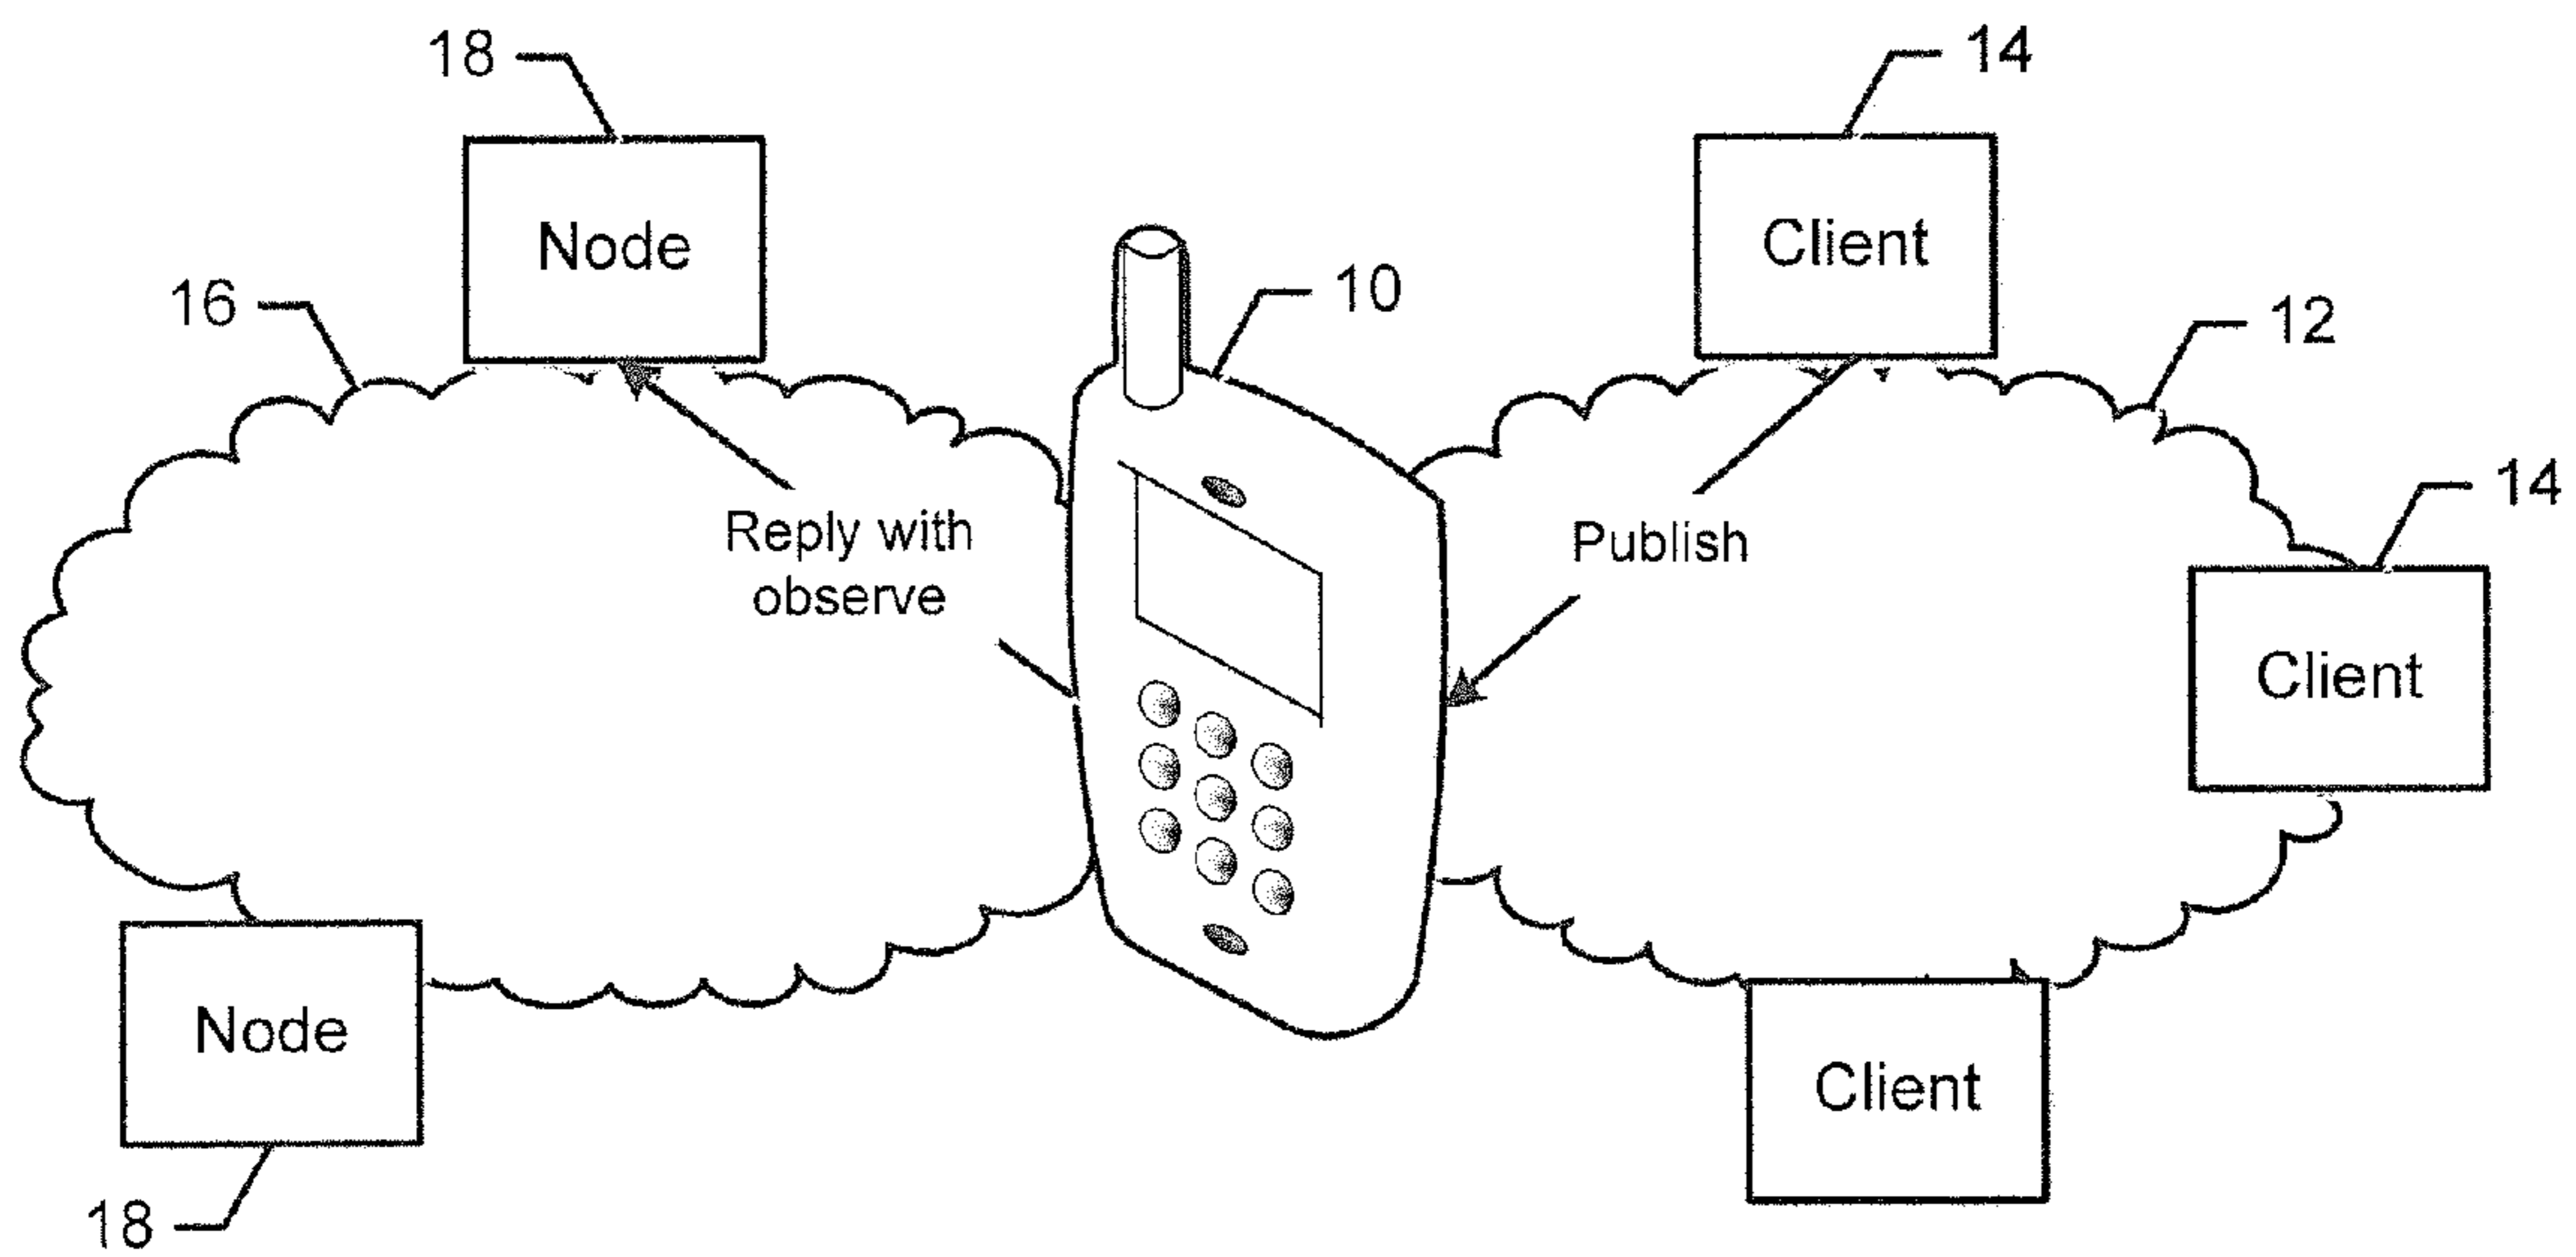 18
14
Node
Client
16
10
12
14
Reply with
observe
Publish
Client
Node
Client
18